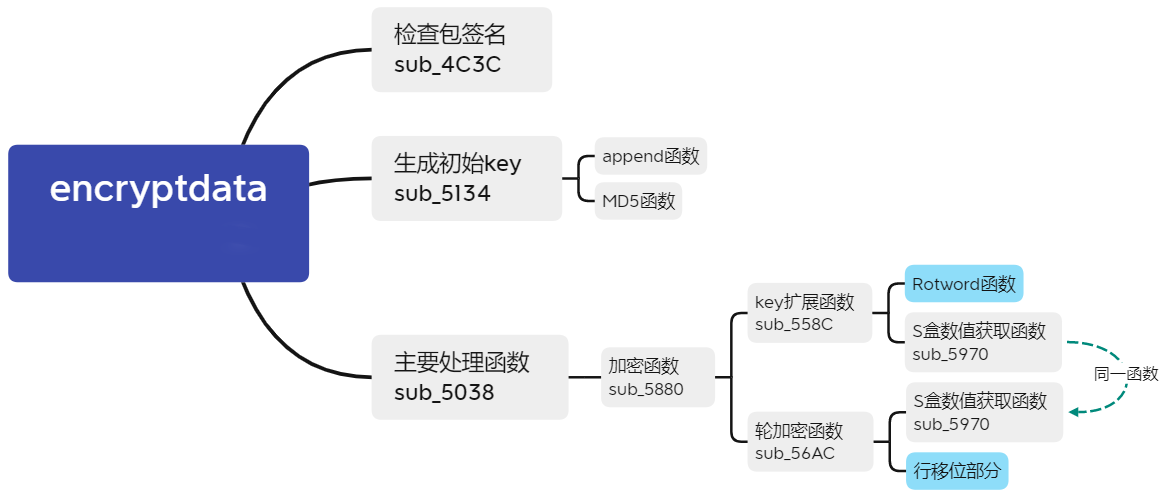 encryptdata
检查包签名
sub_4C3C
生成初始key
sub_5134
append函数
MD5函数
主要处理函数
sub_5038
加密函数
sub_5880
key扩展函数
sub_558C
Rotword函数
S盒数值获取函数
sub_5970
同一函数
轮加密函数
sub_56AC
S盒数值获取函数
sub_5970
行移位部分